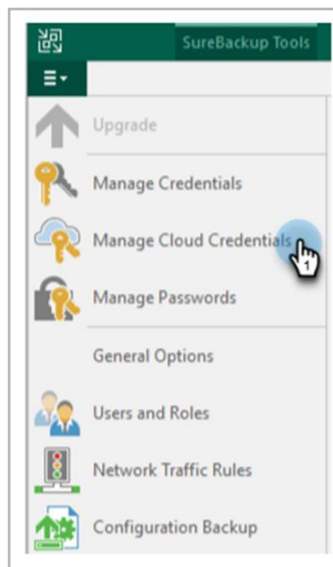 SureBackup Tools
Upgrade
Manage Credentials
Manage Cloud Credentials
1
Manage Passwords
General Options
Users and Roles
Network Traffic Rules
Configuration Backup